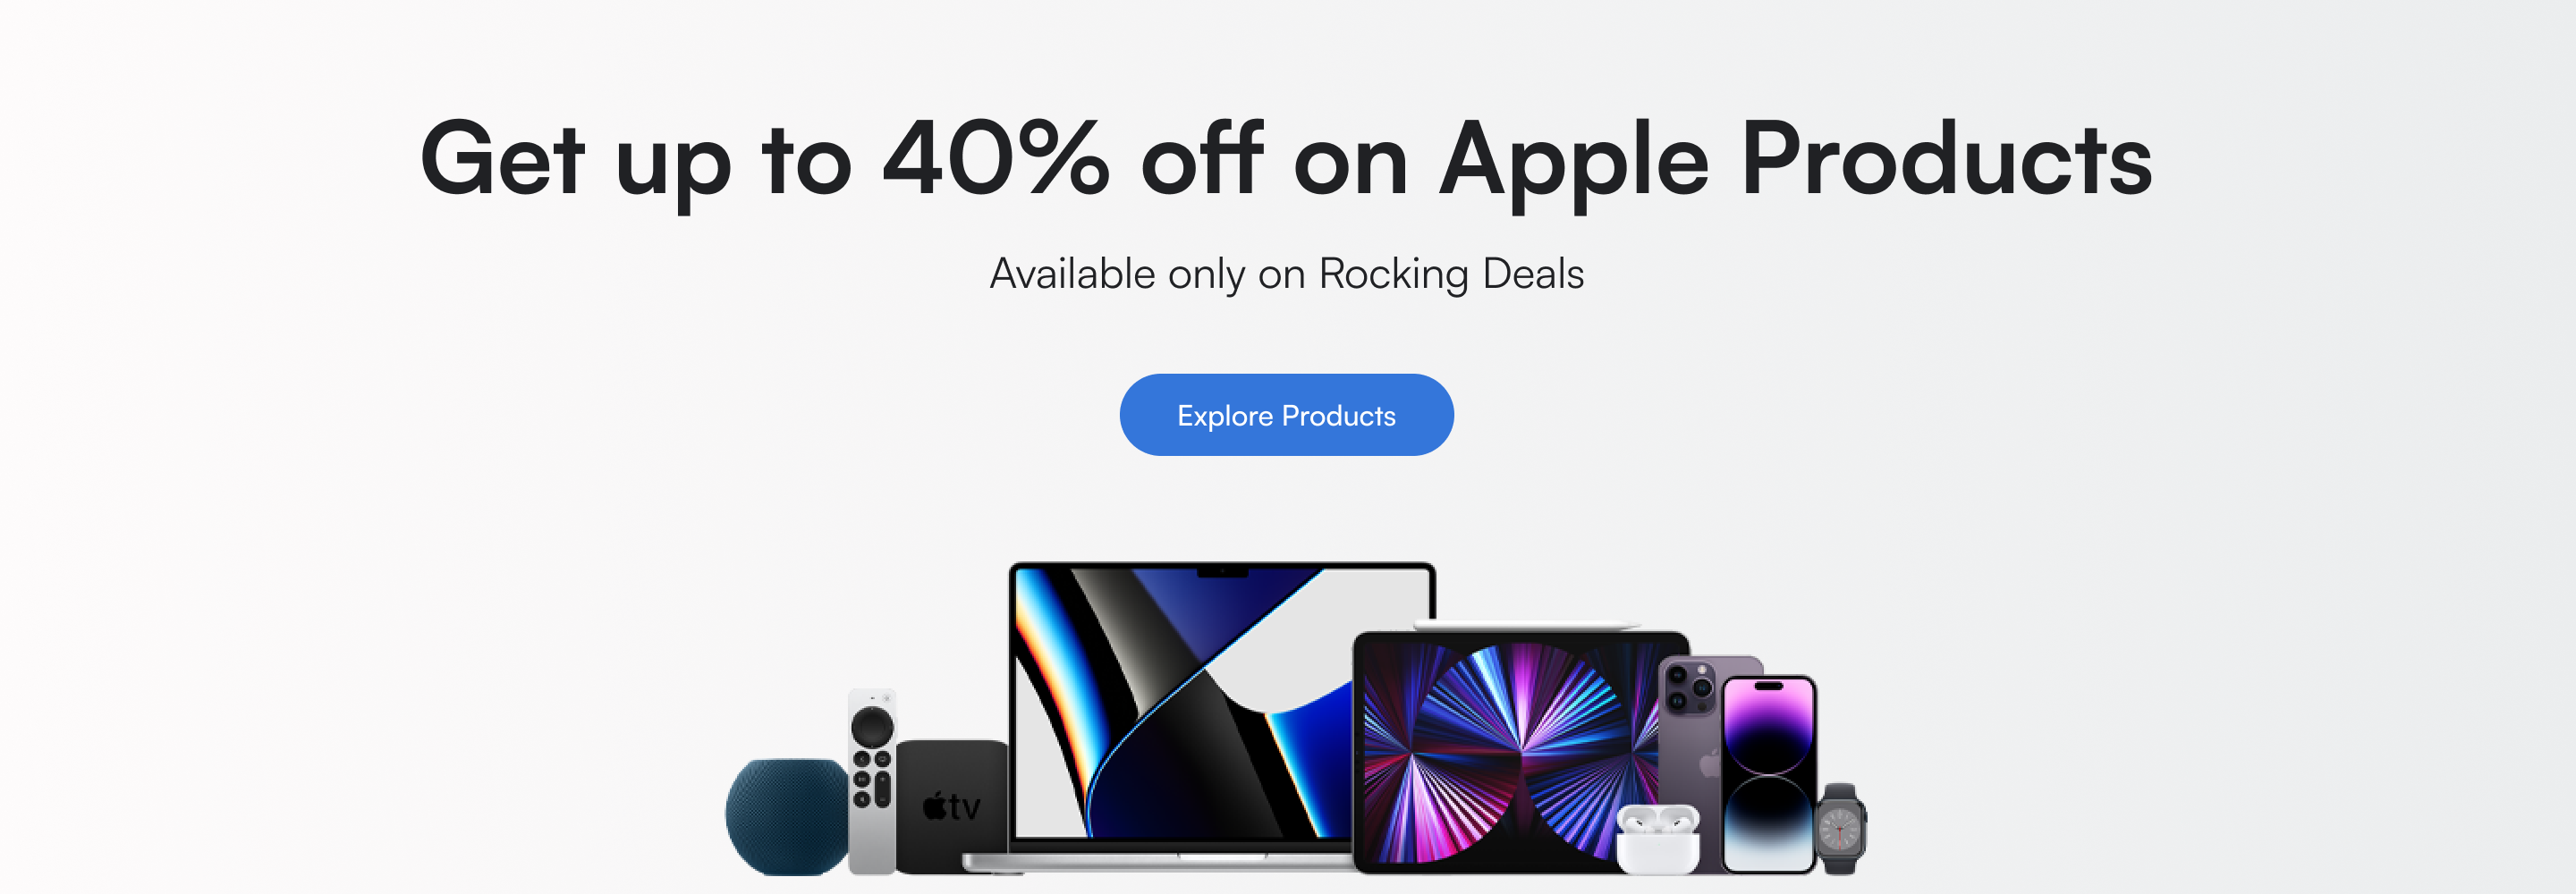 Get up to 40% off on Apple Products
Available only on Rocking Deals
Explore Products
tv